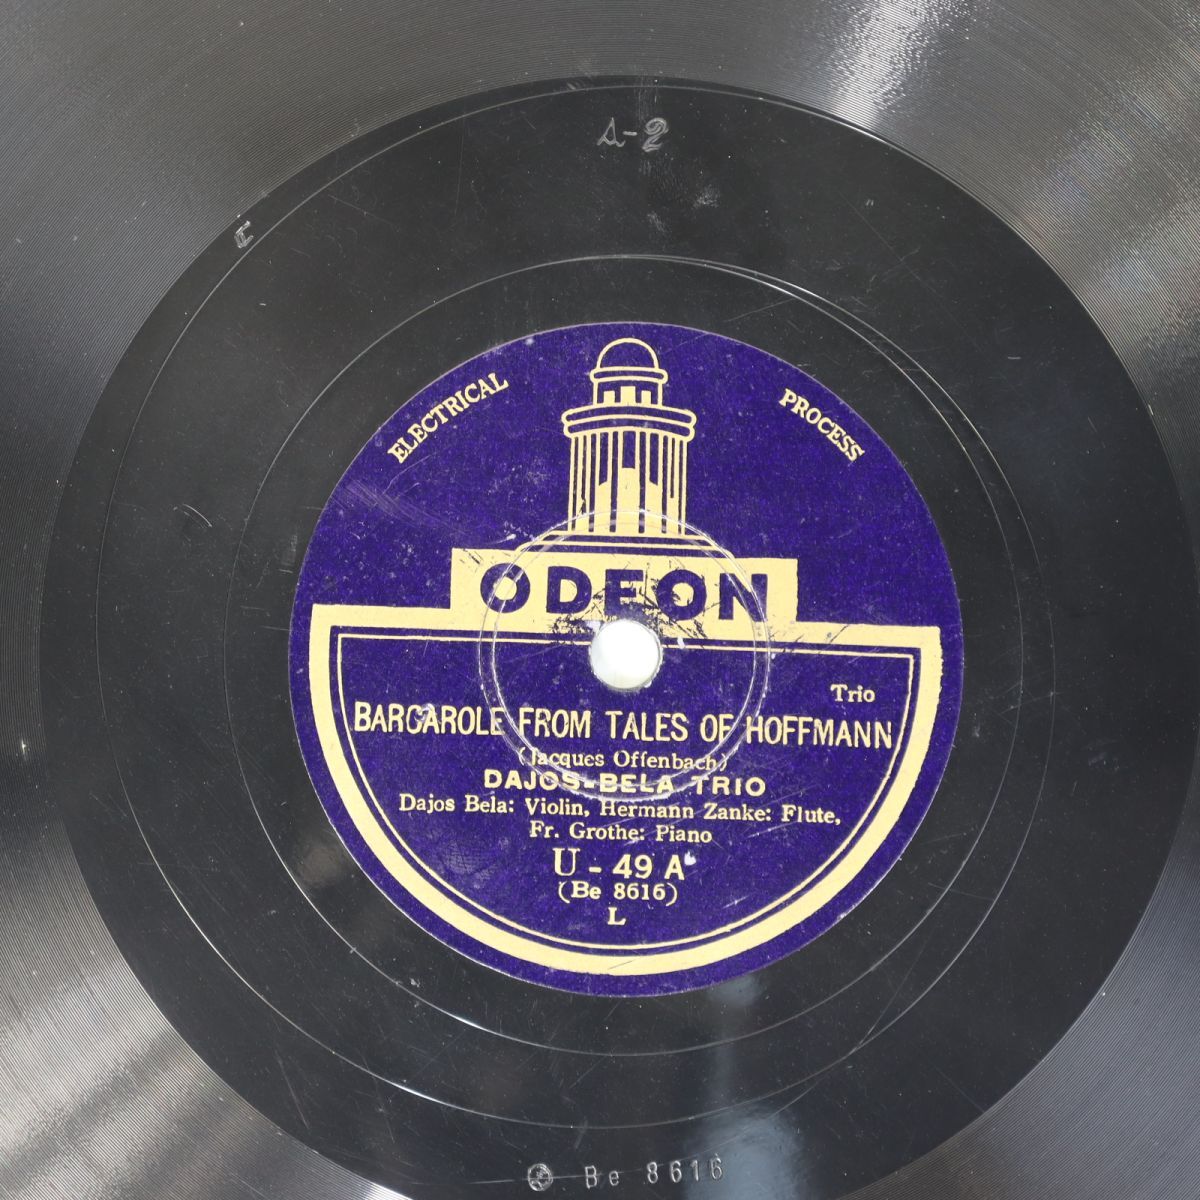 A-2
ELECTRICAL PROCESS
ODEON
Trio
BARCAROLE FROM TALES OF HOFFMANN
(Jacques Offenbach)
DAJOS-BELA TRIO
Dajos Bela: Violin, Hermann Zanke: Flute,
Fr. Grothe: Piano
U - 49 A
(Be 8616)
L
Be 8616